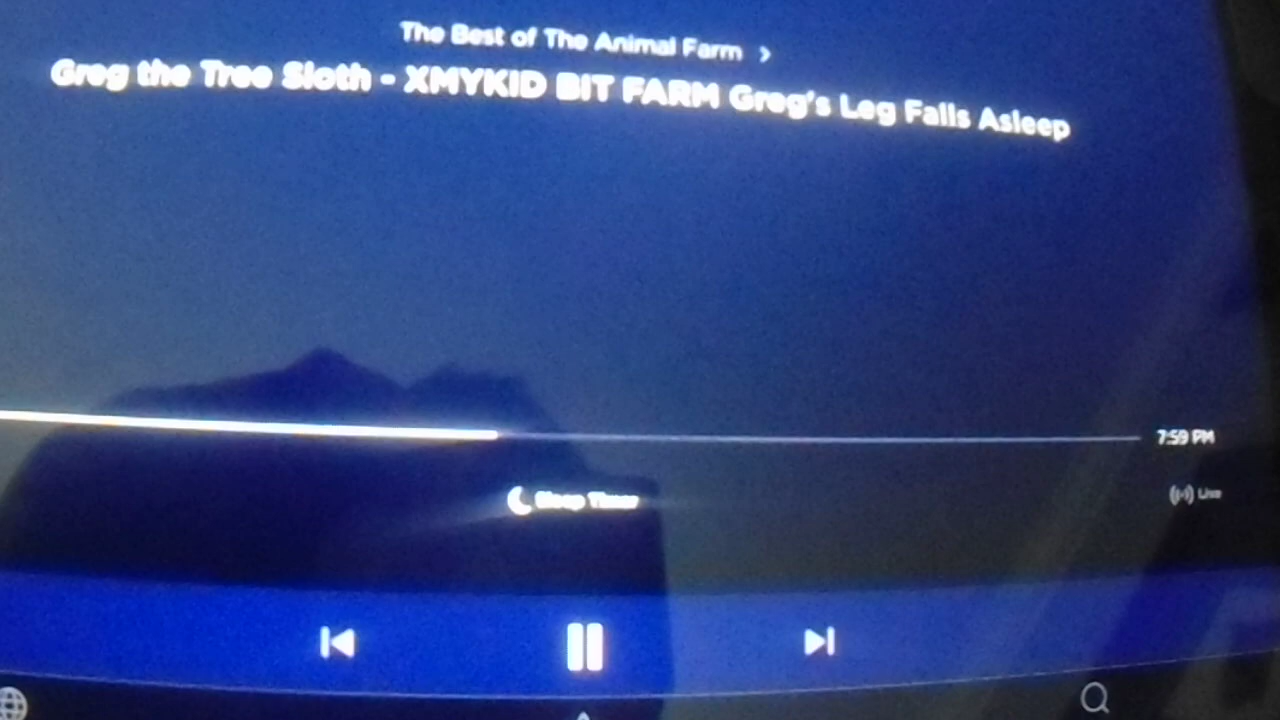 The Best of The Animal Farm >
Greg the Tree Sloth - XMYKID BIT FARM Greg's Leg Falls Asleep
7:59 PM
Sleep Timer
Live